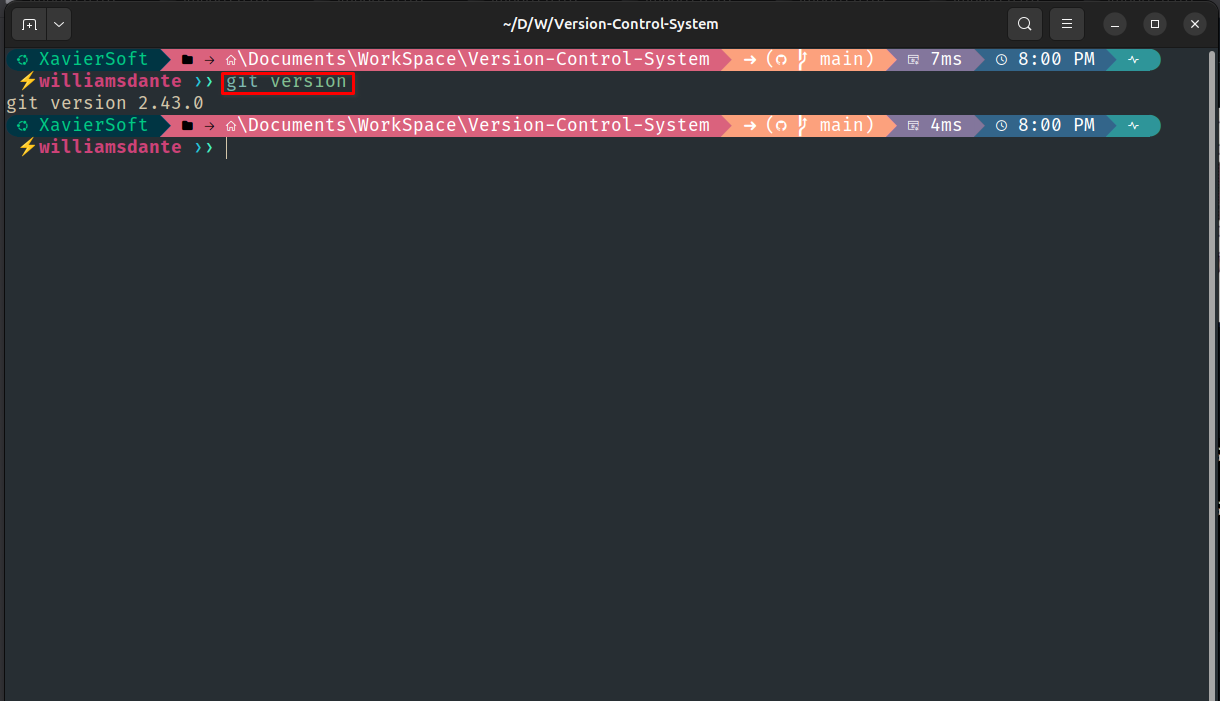 ~/D/W/Version-Control-System
XavierSoft → \Documents\WorkSpace\Version-Control-System → ( main) 7ms 8:00 PM
⚡williamsdante ❯❯ git version
git version 2.43.0
XavierSoft → \Documents\WorkSpace\Version-Control-System → ( main) 4ms 8:00 PM
⚡williamsdante ❯❯